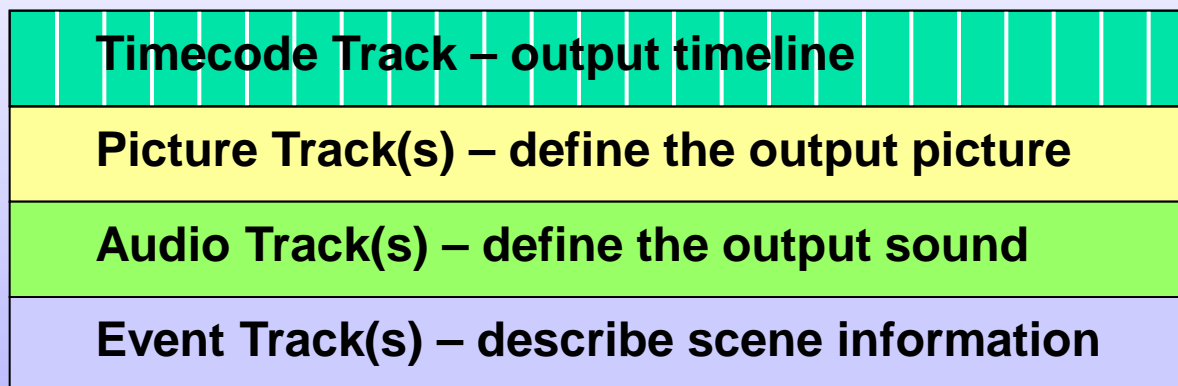 Timecode Track – output timeline
Picture Track(s) – define the output picture
Audio Track(s) – define the output sound
Event Track(s) – describe scene information